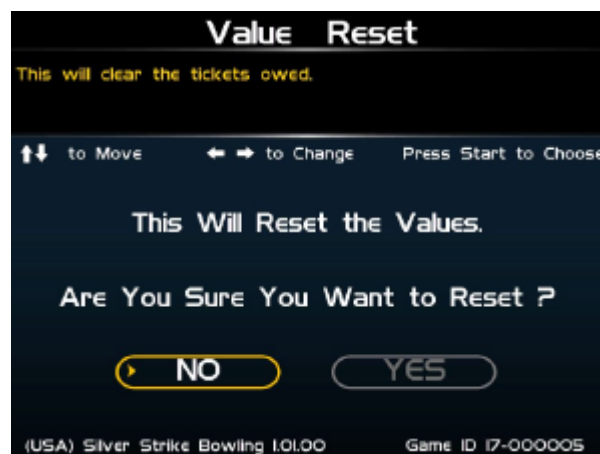 Value Reset
This will clear the tickets owed.
⬆⬇ to Move ⬅ ➡ to Change Press Start to Choose
This Will Reset the Values.
Are You Sure You Want to Reset ?
NO YES
(USA) Silver Strike Bowling 1.01.00 Game ID 17-000005